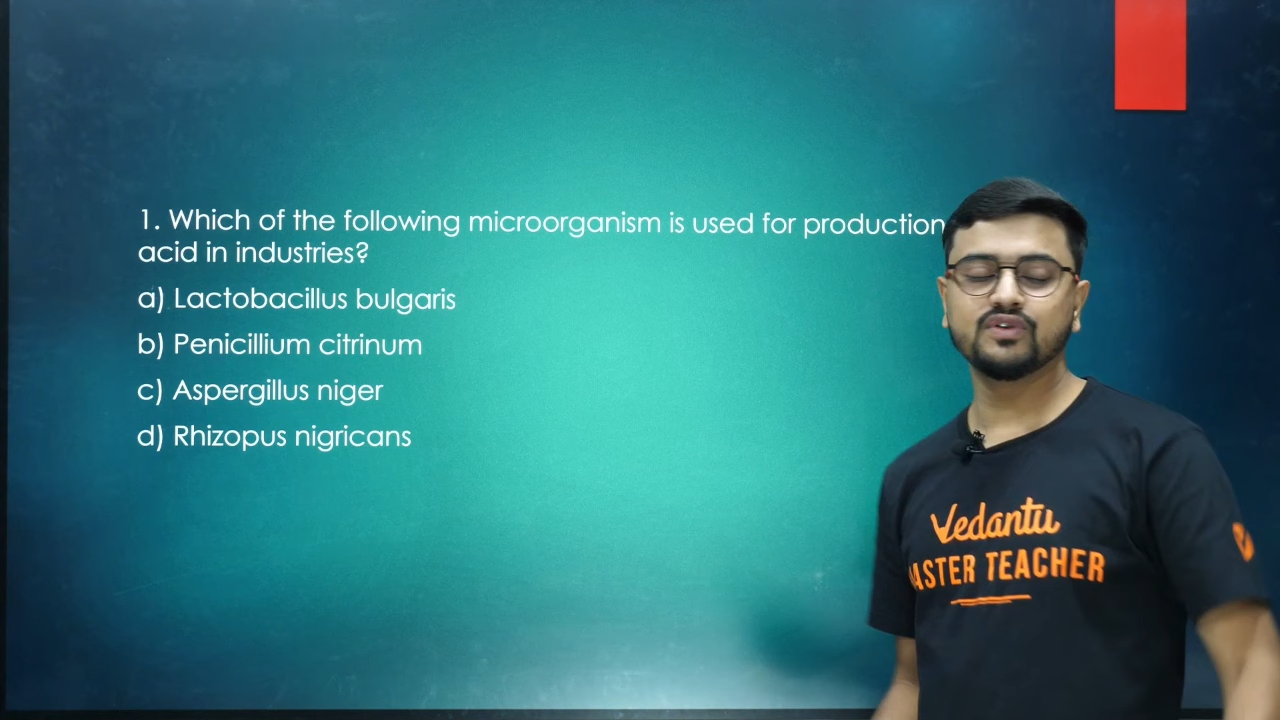 1. Which of the following microorganism is used for production
acid in industries?
a) Lactobacillus bulgaris
b) Penicillium citrinum
c) Aspergillus niger
d) Rhizopus nigricans
Vedantu
ASTER TEACHER